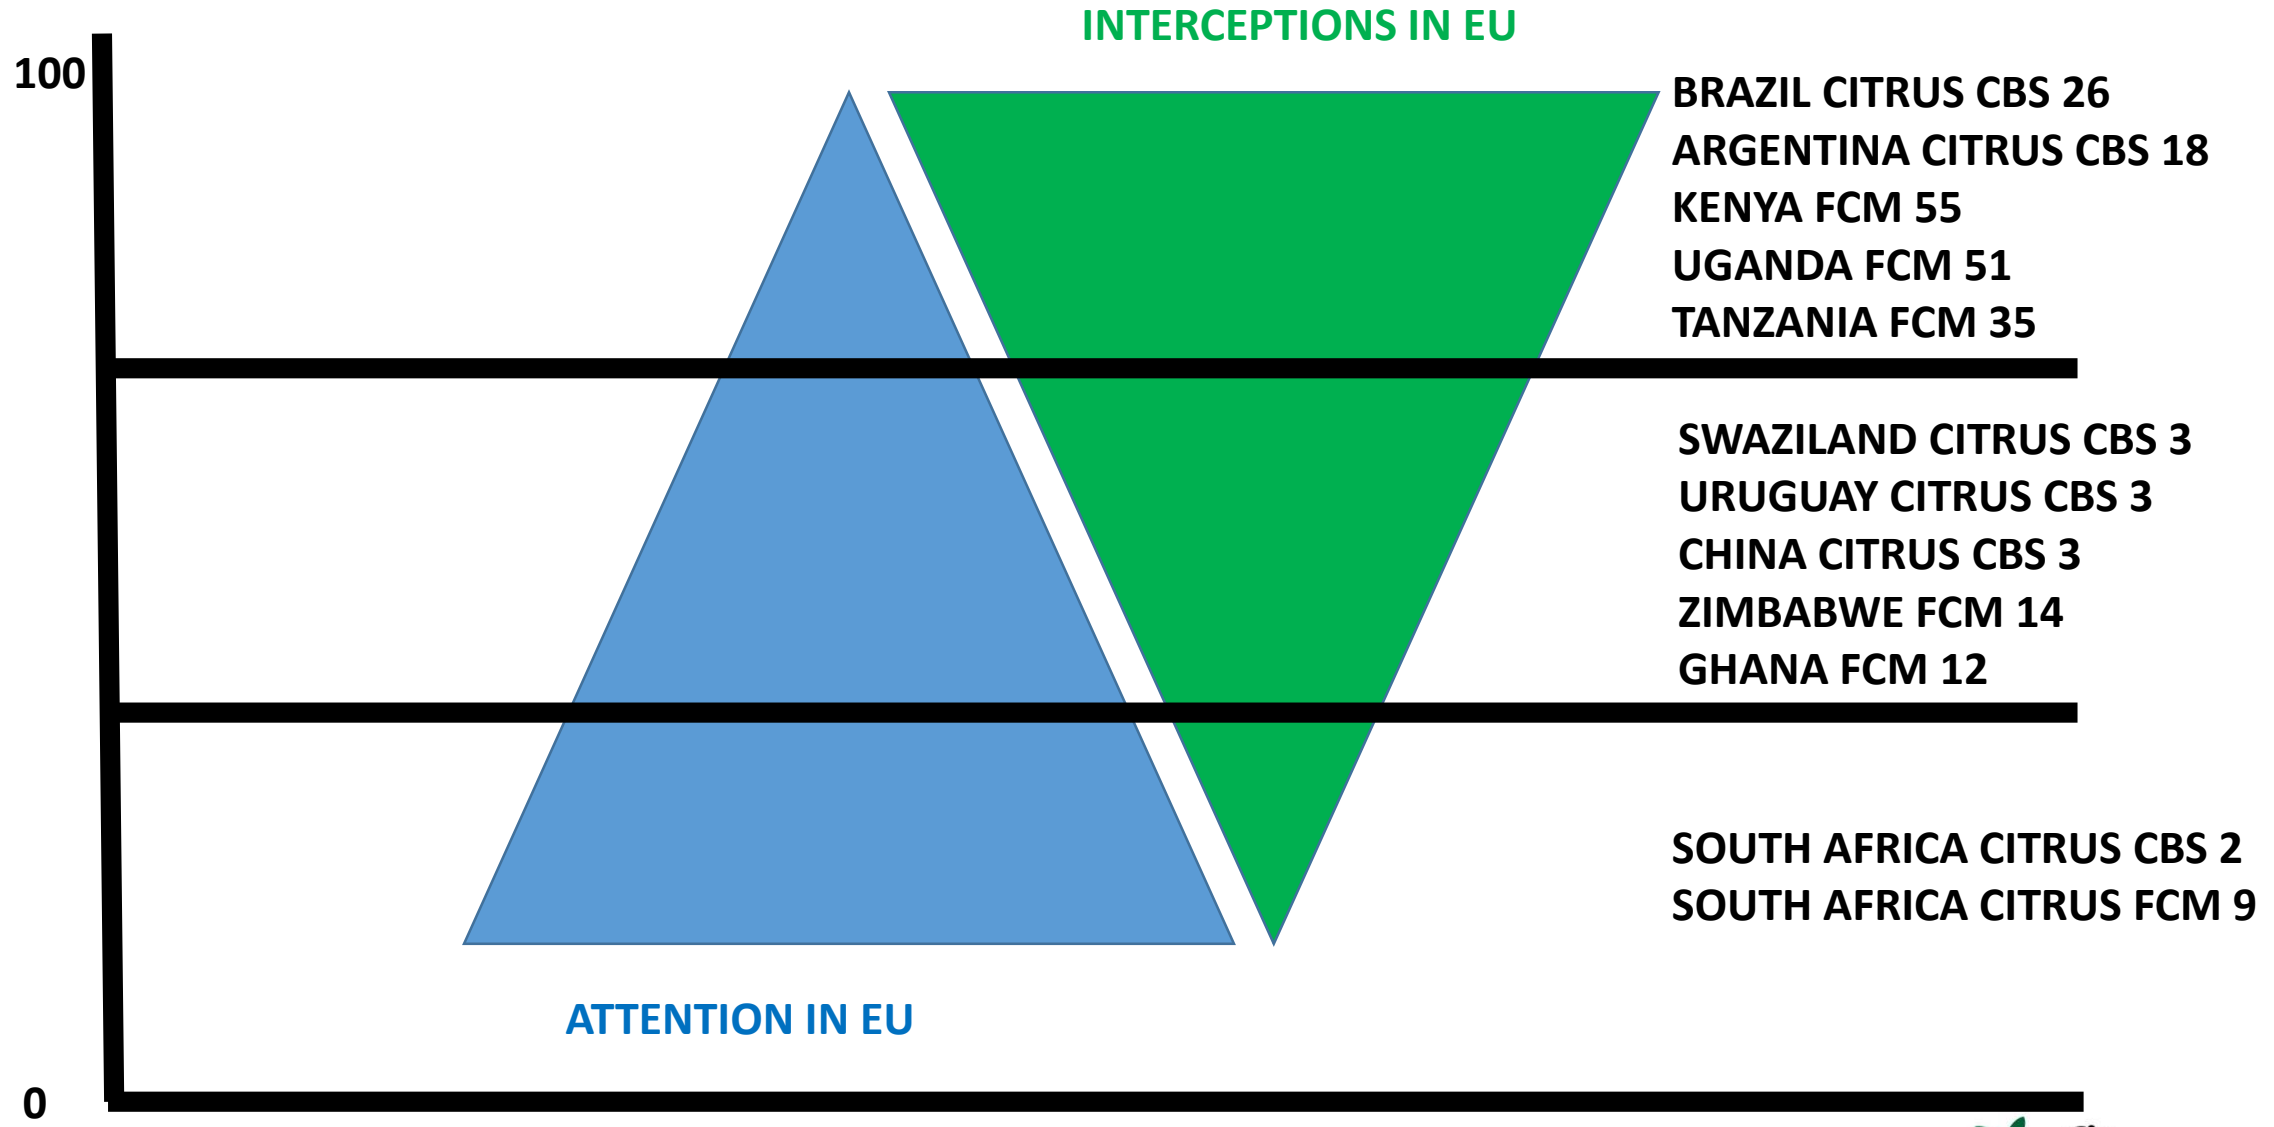 INTERCEPTIONS IN EU
100
BRAZIL CITRUS CBS 26
ARGENTINA CITRUS CBS 18
KENYA FCM 55
UGANDA FCM 51
TANZANIA FCM 35
SWAZILAND CITRUS CBS 3
URUGUAY CITRUS CBS 3
CHINA CITRUS CBS 3
ZIMBABWE FCM 14
GHANA FCM 12
SOUTH AFRICA CITRUS CBS 2
SOUTH AFRICA CITRUS FCM 9
ATTENTION IN EU
0